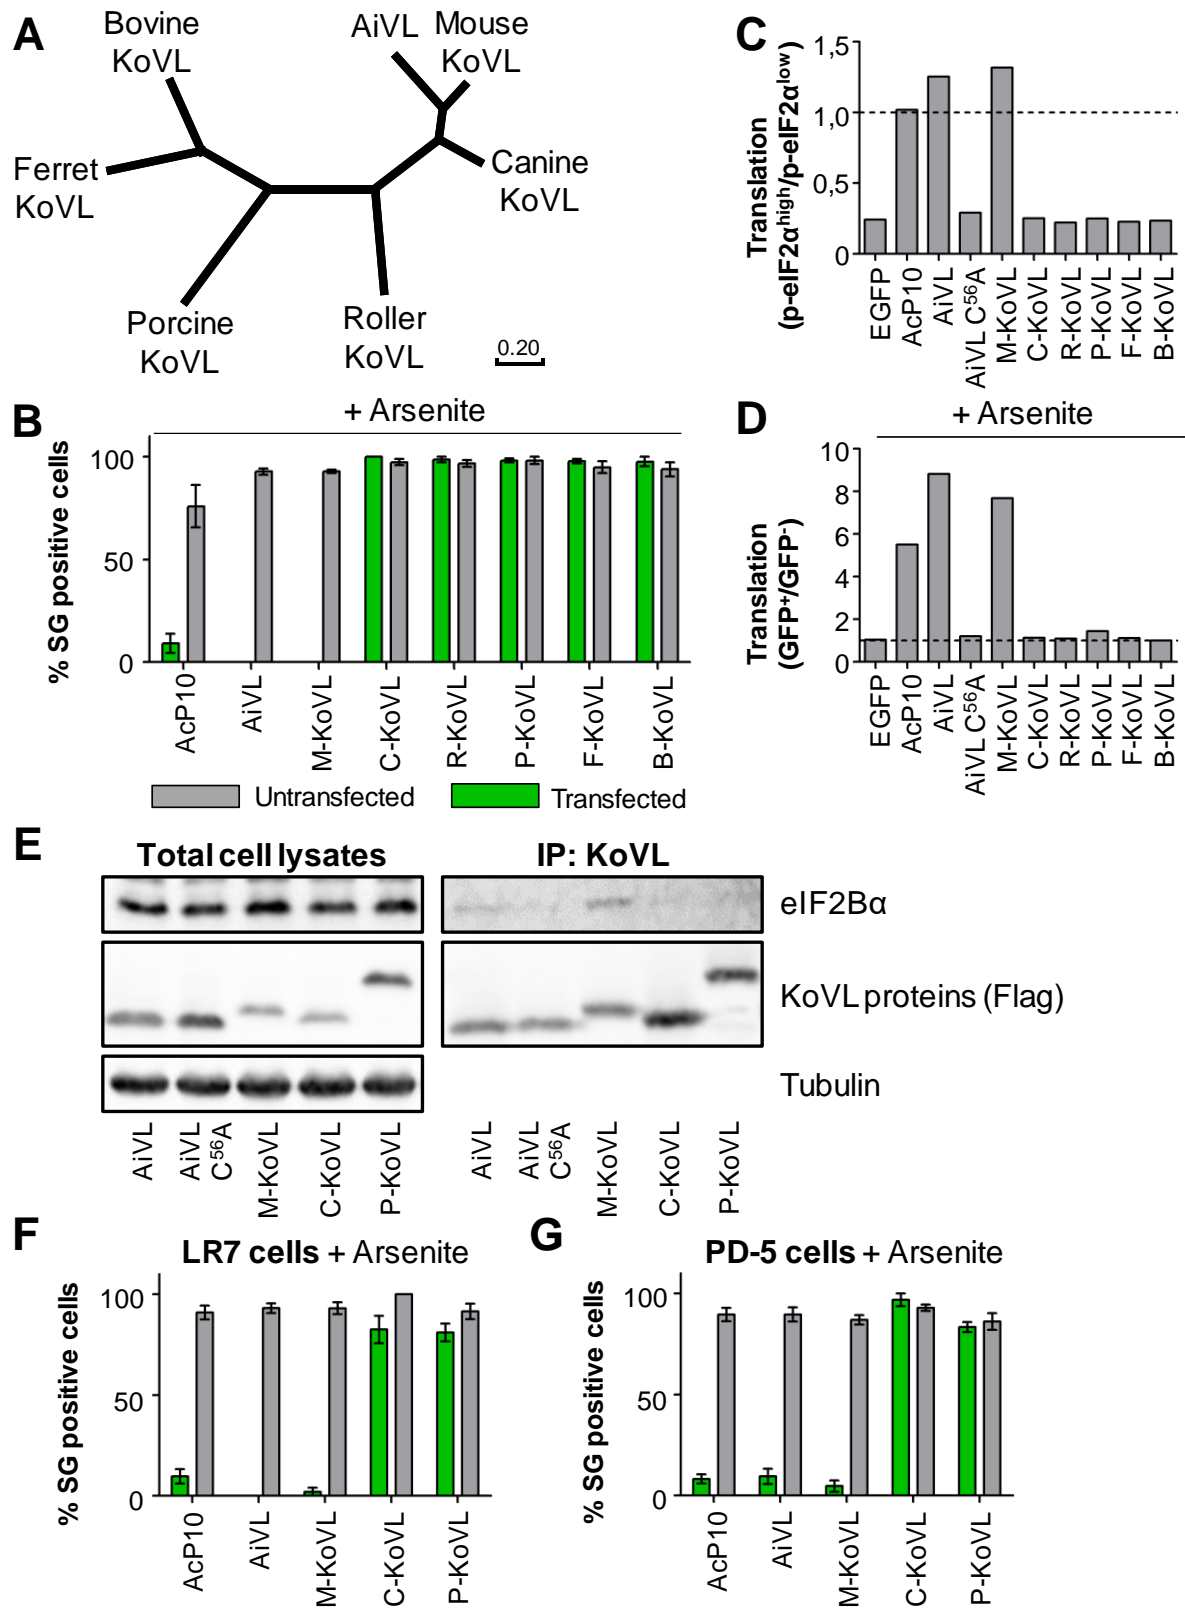 A
Bovine
KoVL
AiVL
Mouse
KoVL
Ferret
KoVL
Canine
KoVL
Porcine
KoVL
Roller
KoVL
0.20
B
+ Arsenite
% SG positive cells
100
50
0
AcP10
AiVL
M-KoVL
C-KoVL
R-KoVL
P-KoVL
F-KoVL
B-KoVL
Untransfected
Transfected
C
Translation
(p-eIF2α^high/p-eIF2α^low)
1,5
1,0
0,5
0
EGFP
AcP10
AiVL
AiVL C⁵⁶A
M-KoVL
C-KoVL
R-KoVL
P-KoVL
F-KoVL
B-KoVL
D
+ Arsenite
Translation
(GFP⁺/GFP⁻)
10
8
6
4
2
0
EGFP
AcP10
AiVL
AiVL C⁵⁶A
M-KoVL
C-KoVL
R-KoVL
P-KoVL
F-KoVL
B-KoVL
E
Total cell lysates
IP: KoVL
eIF2Bα
KoVL proteins (Flag)
Tubulin
AiVL
AiVL
C⁵⁶A
M-KoVL
C-KoVL
P-KoVL
AiVL
AiVL
C⁵⁶A
M-KoVL
C-KoVL
P-KoVL
F
LR7 cells + Arsenite
% SG positive cells
100
50
0
AcP10
AiVL
M-KoVL
C-KoVL
P-KoVL
G
PD-5 cells + Arsenite
% SG positive cells
100
50
0
AcP10
AiVL
M-KoVL
C-KoVL
P-KoVL